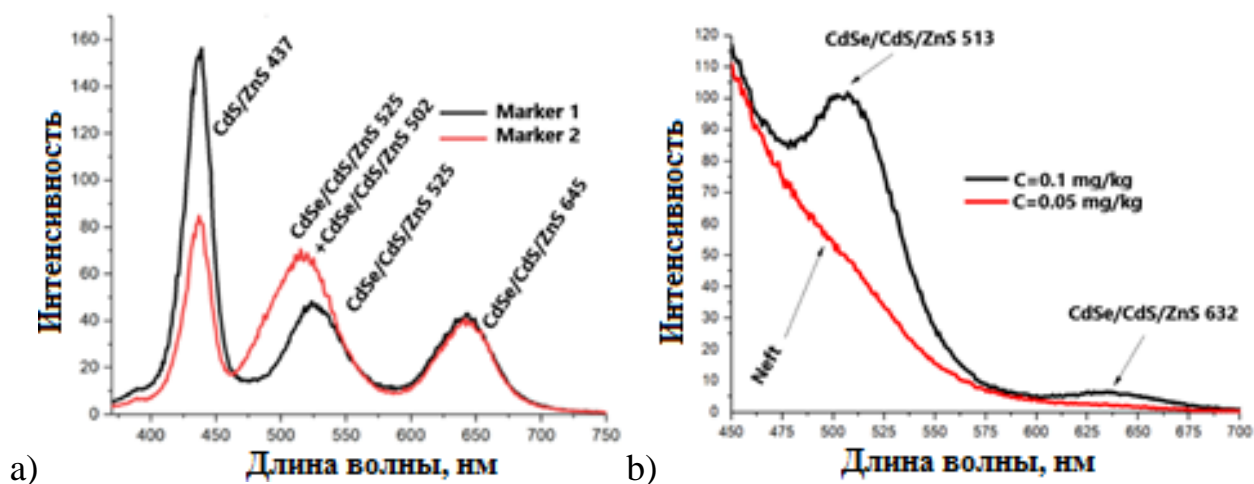 160
140
120
100
80
60
40
20
0
Интенсивность
CdS/ZnS 437
CdSe/CdS/ZnS 525
+CdSe/CdS/ZnS 502
CdSe/CdS/ZnS 525
CdSe/CdS/ZnS 645
Marker 1
Marker 2
400 450 500 550 600 650 700 750
Длина волны, нм
a)
120
110
100
90
80
70
60
50
40
30
20
10
0
Интенсивность
CdSe/CdS/ZnS 513
C=0.1 mg/kg
C=0.05 mg/kg
Neft
CdSe/CdS/ZnS 632
450 475 500 525 550 575 600 625 650 675 700
Длина волны, нм
b)